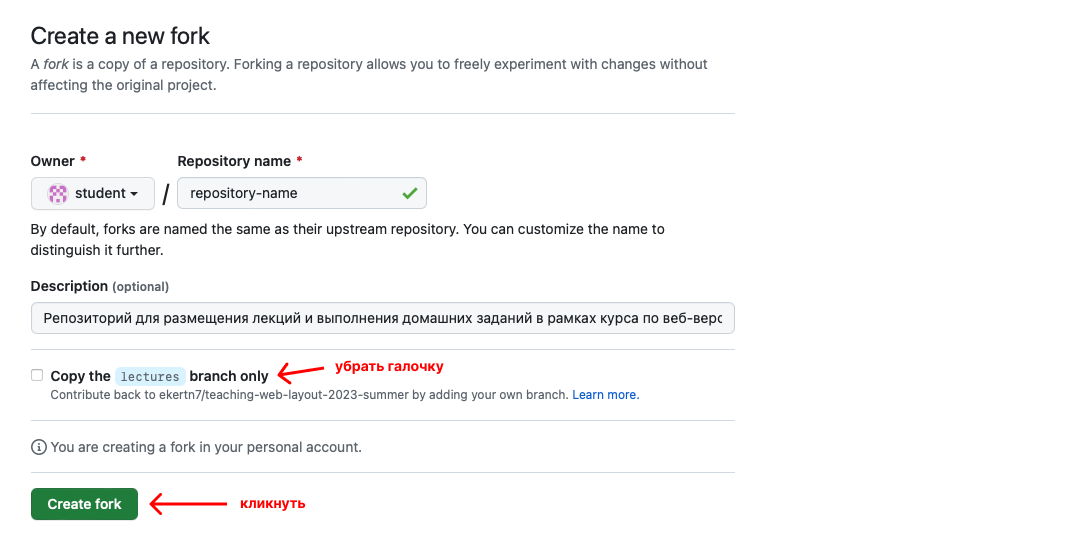 Create a new fork
A fork is a copy of a repository. Forking a repository allows you to freely experiment with changes without
affecting the original project.
Owner * Repository name *
student / repository-name
By default, forks are named the same as their upstream repository. You can customize the name to
distinguish it further.
Description (optional)
Репозиторий для размещения лекций и выполнения домашних заданий в рамках курса по веб-верс
Copy the lectures branch only убрать галочку
Contribute back to ekertn7/teaching-web-layout-2023-summer by adding your own branch. Learn more.
You are creating a fork in your personal account.
Create fork кликнуть